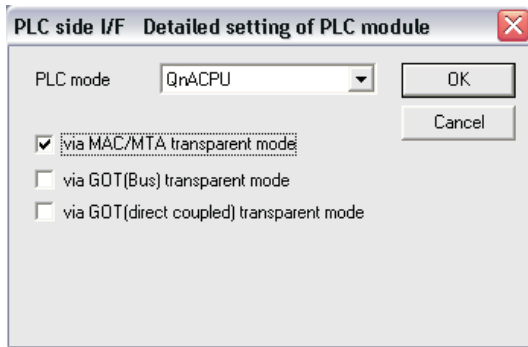 PLC side I/F Detailed setting of PLC module
PLC mode QnACPU OK
Cancel
via MAC/MTA transparent mode
via GOT(Bus) transparent mode
via GOT(direct coupled) transparent mode